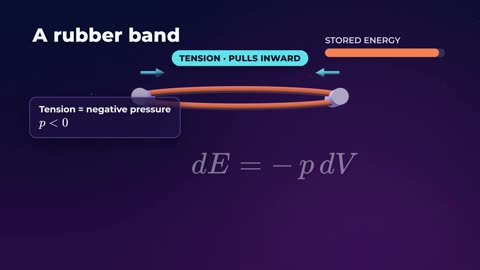 A rubber band
STORED ENERGY
TENSION · PULLS INWARD
Tension = negative pressure
p < 0
dE = − p dV